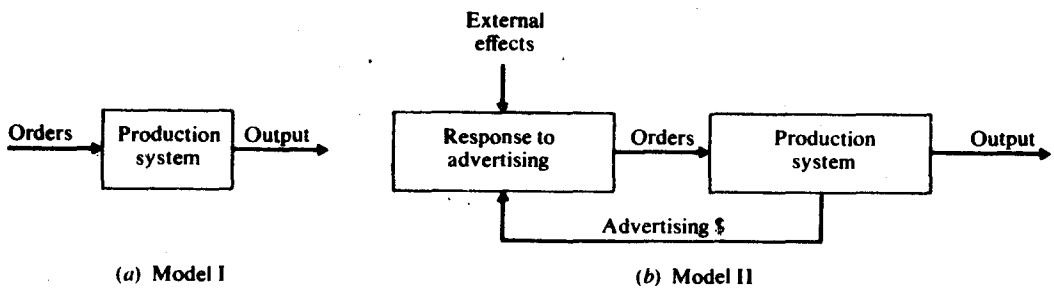 External
effects
Orders
Production
system
Output
Response to
advertising
Orders
Production
system
Output
Advertising $
(a) Model I
(b) Model II